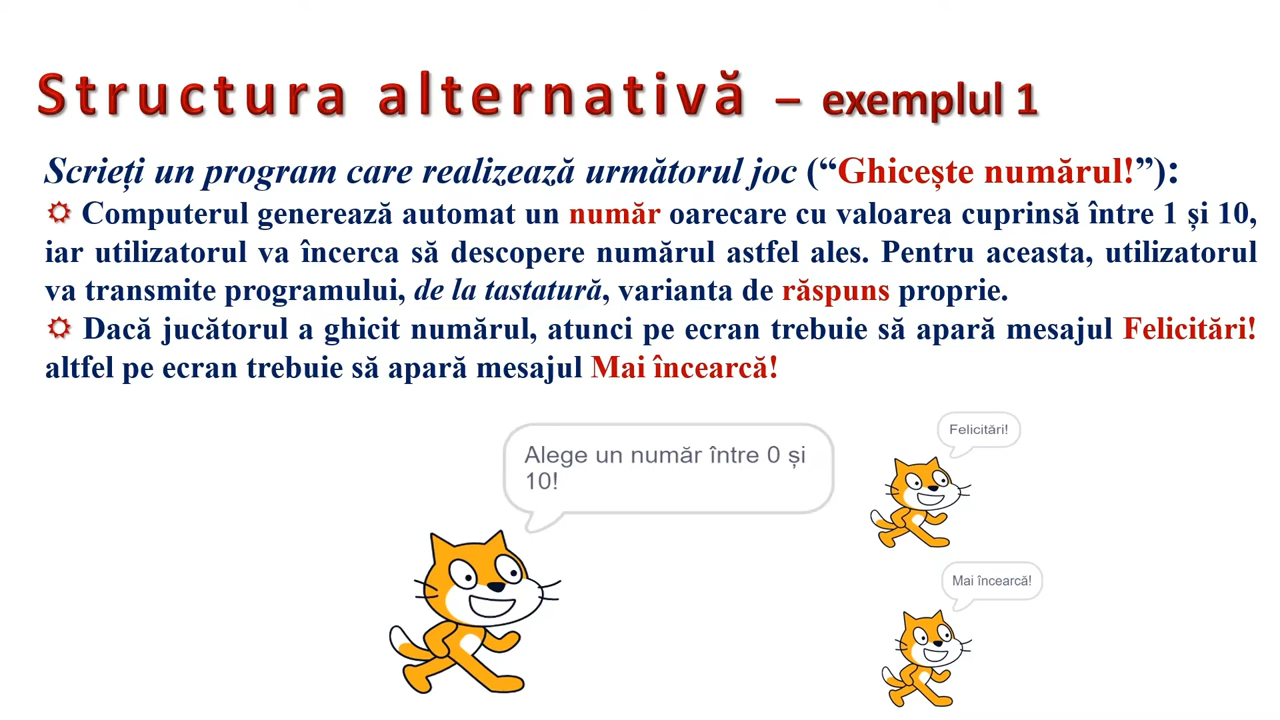 Structura alternativă – exemplul 1
Scrieți un program care realizează următorul joc (“Ghicește numărul!”):
Computerul generează automat un număr oarecare cu valoarea cuprinsă între 1 și 10,
iar utilizatorul va încerca să descopere numărul astfel ales. Pentru aceasta, utilizatorul
va transmite programului, de la tastatură, varianta de răspuns proprie.
Dacă jucătorul a ghicit numărul, atunci pe ecran trebuie să apară mesajul Felicitări!
altfel pe ecran trebuie să apară mesajul Mai încearcă!
Alege un număr între 0 și
10!
Felicitări!
Mai încearcă!